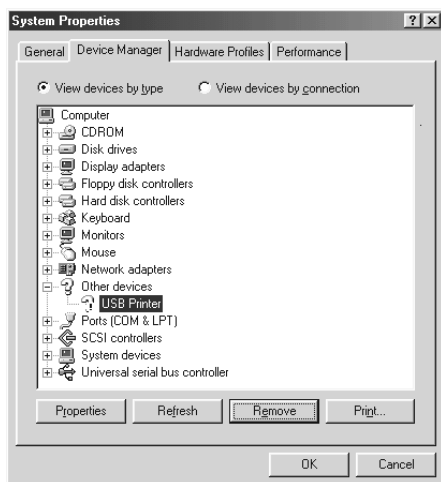 System Properties
General Device Manager Hardware Profiles Performance
View devices by type View devices by connection
Computer
CDROM
Disk drives
Display adapters
Floppy disk controllers
Hard disk controllers
Keyboard
Monitors
Mouse
Network adapters
Other devices
USB Printer
Ports (COM & LPT)
SCSI controllers
System devices
Universal serial bus controller
Properties Refresh Remove Print...
OK Cancel